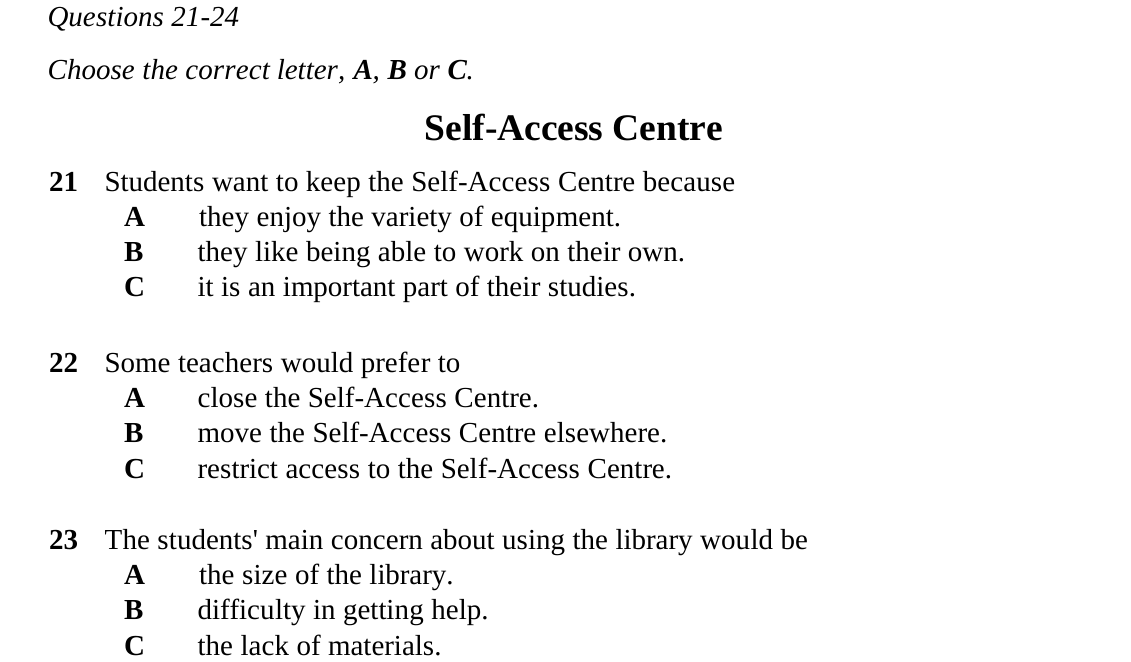 Questions 21-24
Choose the correct letter, A, B or C.
Self-Access Centre
21 Students want to keep the Self-Access Centre because
A they enjoy the variety of equipment.
B they like being able to work on their own.
C it is an important part of their studies.
22 Some teachers would prefer to
A close the Self-Access Centre.
B move the Self-Access Centre elsewhere.
C restrict access to the Self-Access Centre.
23 The students' main concern about using the library would be
A the size of the library.
B difficulty in getting help.
C the lack of materials.